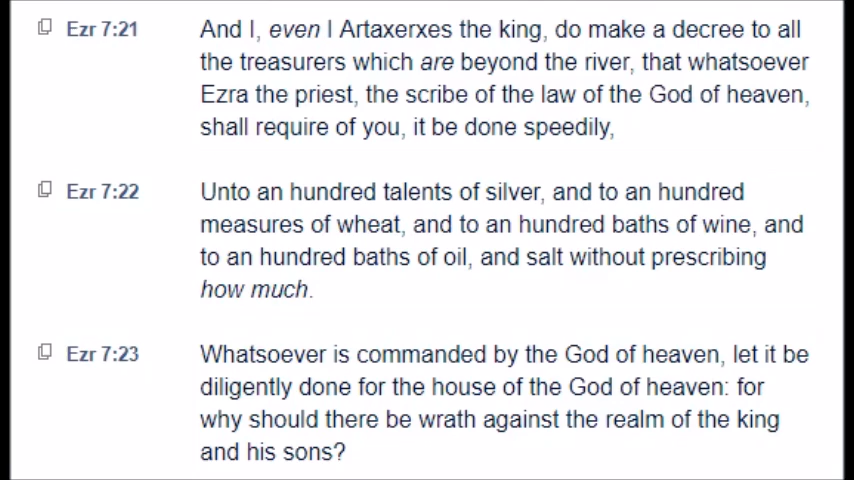 Ezr 7:21 And I, even I Artaxerxes the king, do make a decree to all
the treasurers which are beyond the river, that whatsoever
Ezra the priest, the scribe of the law of the God of heaven,
shall require of you, it be done speedily,
Ezr 7:22 Unto an hundred talents of silver, and to an hundred
measures of wheat, and to an hundred baths of wine, and
to an hundred baths of oil, and salt without prescribing
how much.
Ezr 7:23 Whatsoever is commanded by the God of heaven, let it be
diligently done for the house of the God of heaven: for
why should there be wrath against the realm of the king
and his sons?